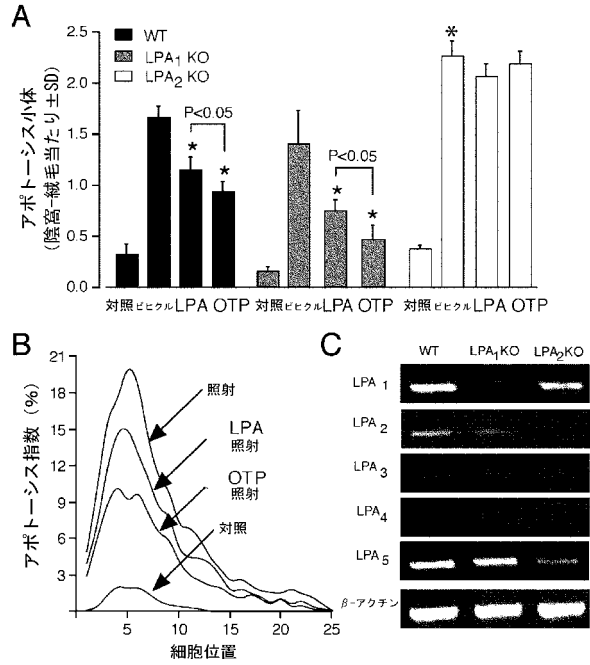 A
WT
LPA1 KO
LPA2 KO
アポトーシス小体
(陰窩-絨毛当たり±SD)
2.5
2.0
1.5
1.0
0.5
0.0
P<0.05
P<0.05
* * * * *
対照 ビヒクル LPA OTP 対照 ビヒクル LPA OTP 対照 ビヒクル LPA OTP
B
アポトーシス指数 (%)
21
18
15
12
9
6
3
照射
LPA
照射
OTP
照射
対照
5 10 15 20 25
細胞位置
C
WT LPA1KO LPA2KO
LPA 1
LPA 2
LPA 3
LPA 4
LPA 5
β-アクチン